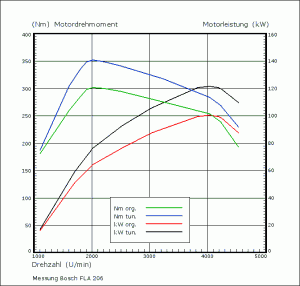 (Nm) Motordrehmoment Motorleistung (kW)
400 160
350 140
300 120
250 100
200 80
150 60
100 40
50 20
0 0
1000 2000 3000 4000 5000
Nm org.
Nm tun.
kW org.
kW tun.
Drehzahl (U/min)
Messung Bosch FLA 206